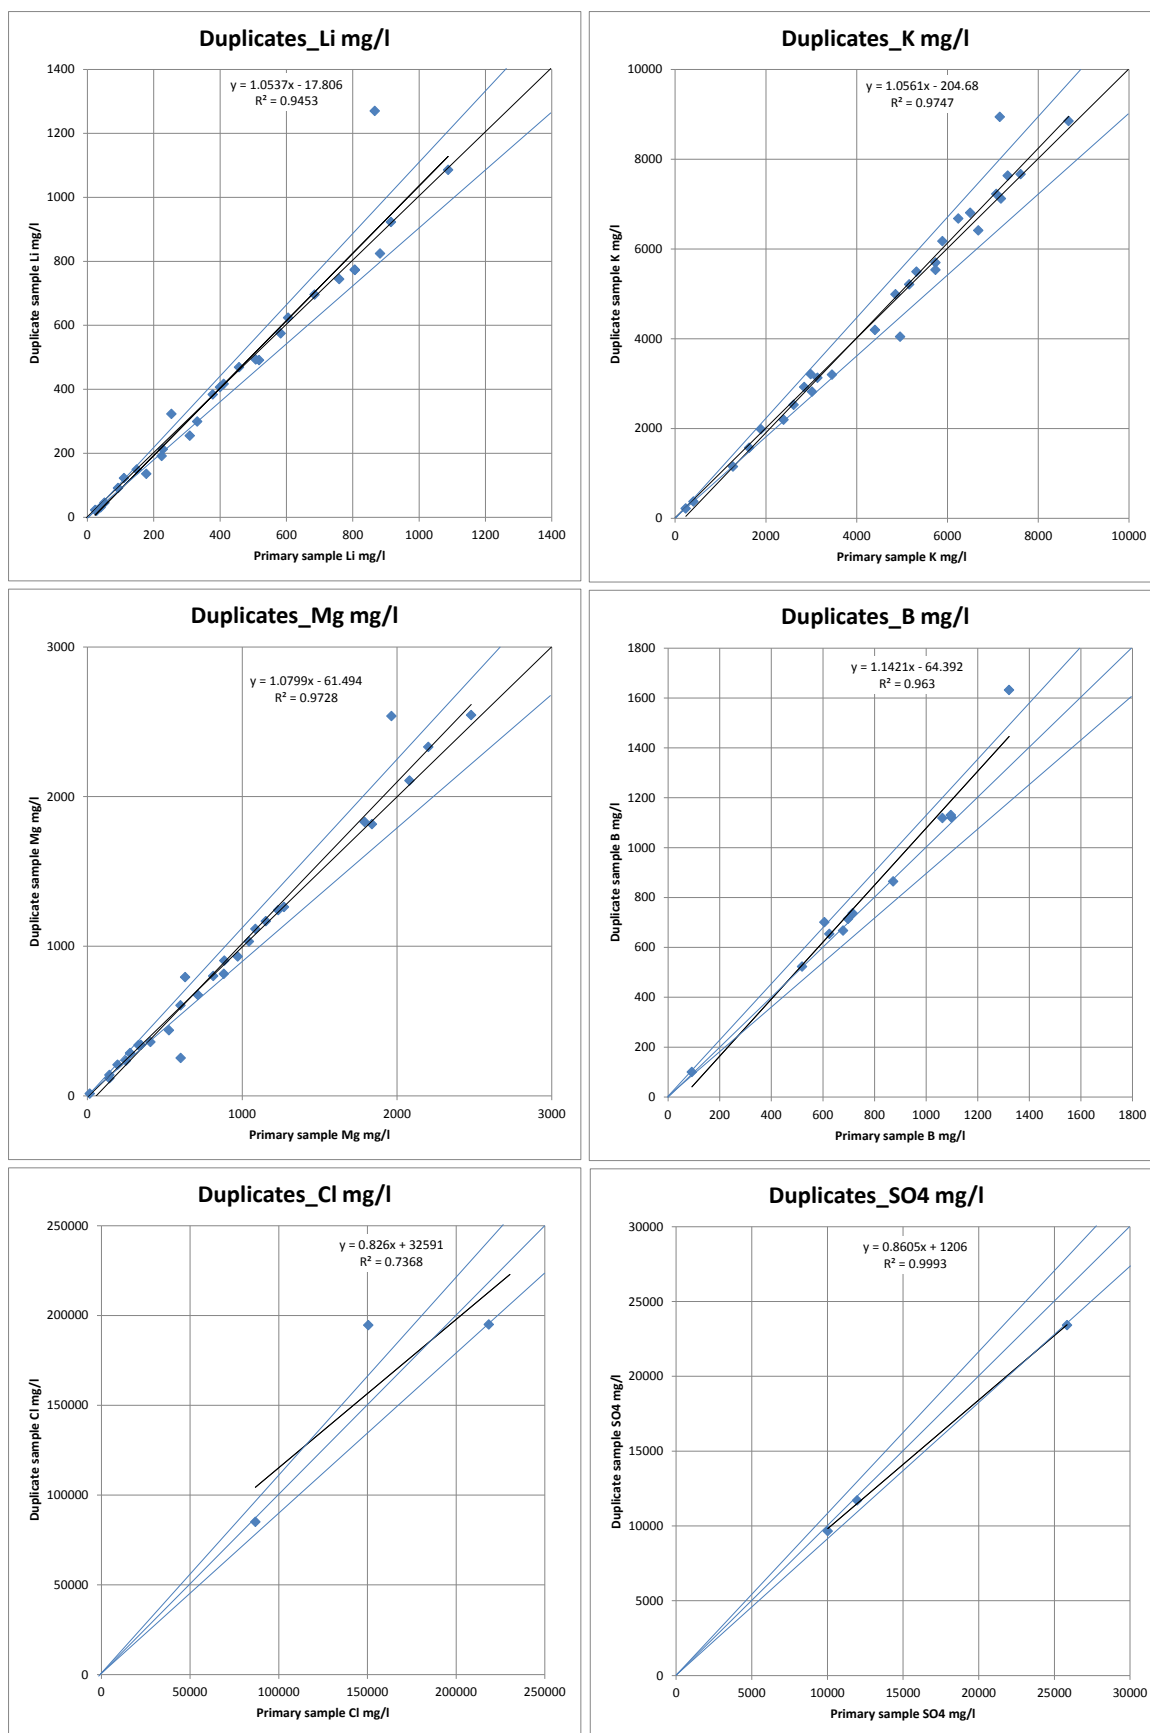 Duplicates_Li mg/l
y = 1.0537x - 17.806
R² = 0.9453
1400
1200
1000
800
600
400
200
0
Duplicate sample Li mg/l
0 200 400 600 800 1000 1200 1400
Primary sample Li mg/l
Duplicates_K mg/l
y = 1.0561x - 204.68
R² = 0.9747
10000
8000
6000
4000
2000
0
Duplicate sample K mg/l
0 2000 4000 6000 8000 10000
Primary sample K mg/l
Duplicates_Mg mg/l
y = 1.0799x - 61.494
R² = 0.9728
3000
2000
1000
0
Duplicate sample Mg mg/l
0 1000 2000 3000
Primary sample Mg mg/l
Duplicates_B mg/l
y = 1.1421x - 64.392
R² = 0.963
1800
1600
1400
1200
1000
800
600
400
200
0
Duplicate sample B mg/l
0 200 400 600 800 1000 1200 1400 1600 1800
Primary sample B mg/l
Duplicates_Cl mg/l
y = 0.826x + 32591
R² = 0.7368
250000
200000
150000
100000
50000
0
Duplicate sample Cl mg/l
0 50000 100000 150000 200000 250000
Primary sample Cl mg/l
Duplicates_SO4 mg/l
y = 0.8605x + 1206
R² = 0.9993
30000
25000
20000
15000
10000
5000
0
Duplicate sample SO4 mg/l
0 5000 10000 15000 20000 25000 30000
Primary sample SO4 mg/l